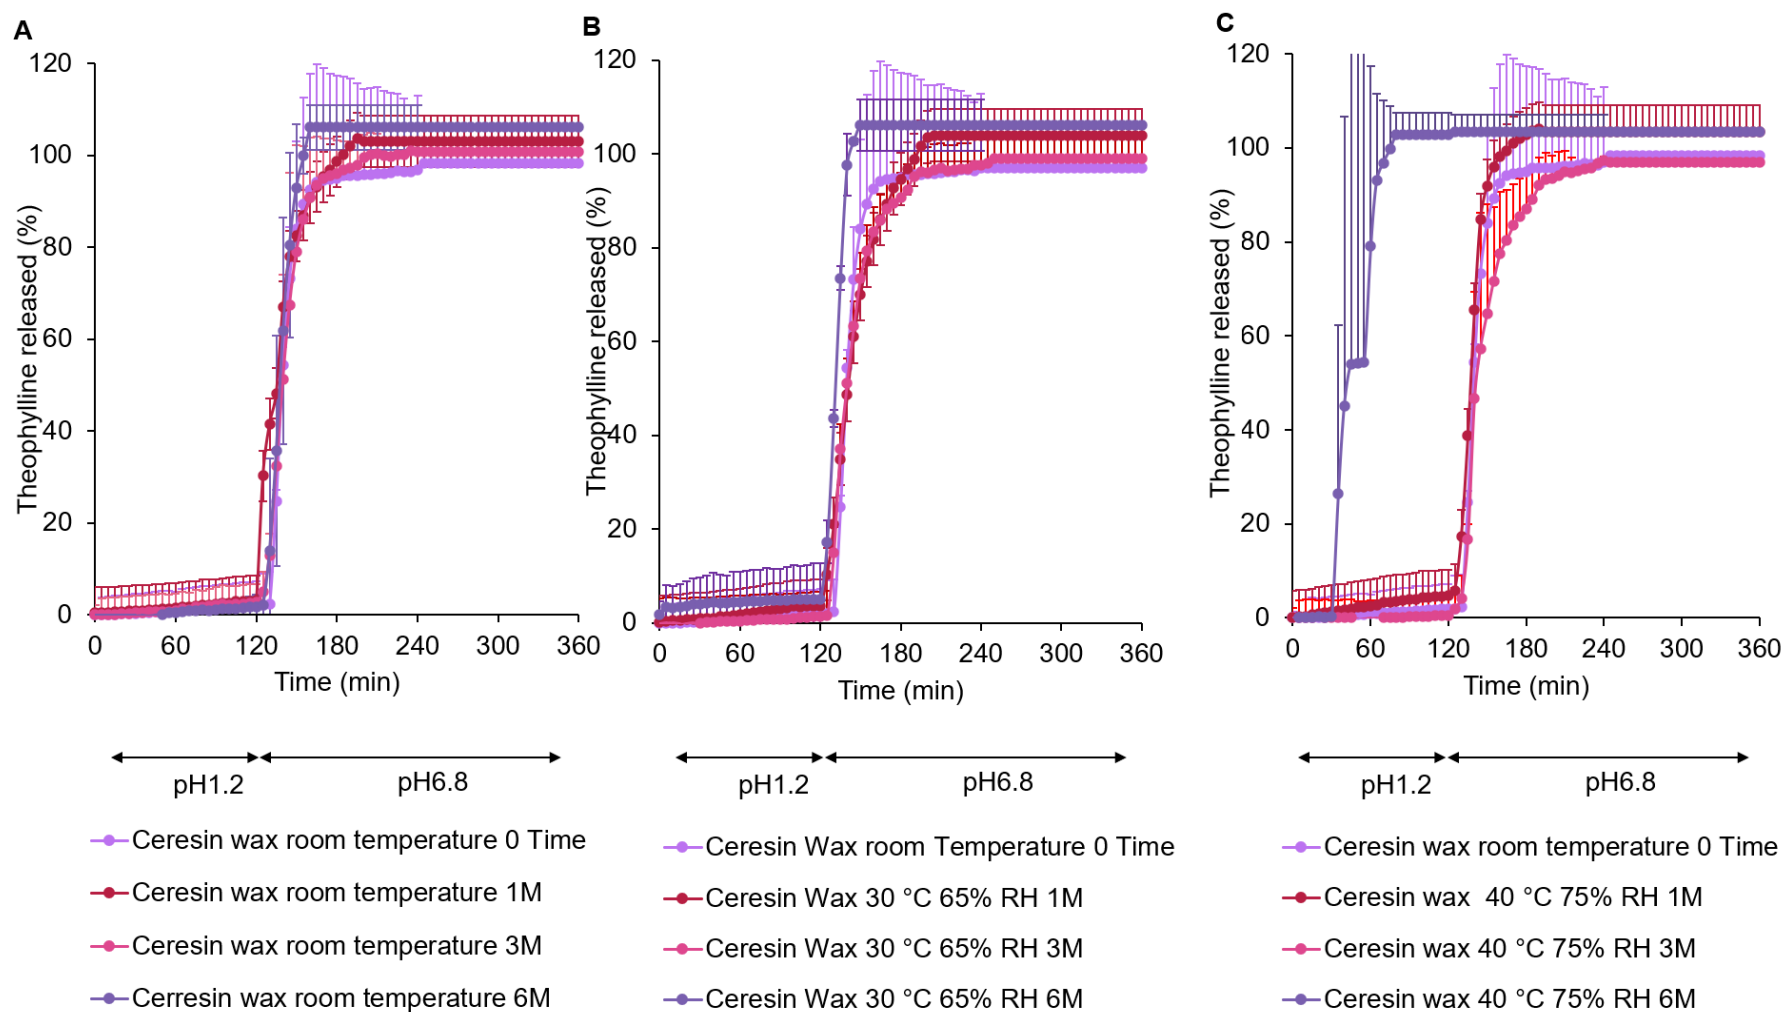 A
Theophylline released (%)
120
100
80
60
40
20
0
0 60 120 180 240 300 360
Time (min)
pH1.2 pH6.8
Ceresin wax room temperature 0 Time
Ceresin wax room temperature 1M
Ceresin wax room temperature 3M
Cerresin wax room temperature 6M
B
Theophylline released (%)
120
100
80
60
40
20
0
0 60 120 180 240 300 360
Time (min)
pH1.2 pH6.8
Ceresin Wax room Temperature 0 Time
Ceresin Wax 30 °C 65% RH 1M
Ceresin Wax 30 °C 65% RH 3M
Ceresin Wax 30 °C 65% RH 6M
C
Theophylline released (%)
120
100
80
60
40
20
0
0 60 120 180 240 300 360
Time (min)
pH1.2 pH6.8
Ceresin wax room temperature 0 Time
Ceresin wax 40 °C 75% RH 1M
Ceresin wax 40 °C 75% RH 3M
Ceresin wax 40 °C 75% RH 6M